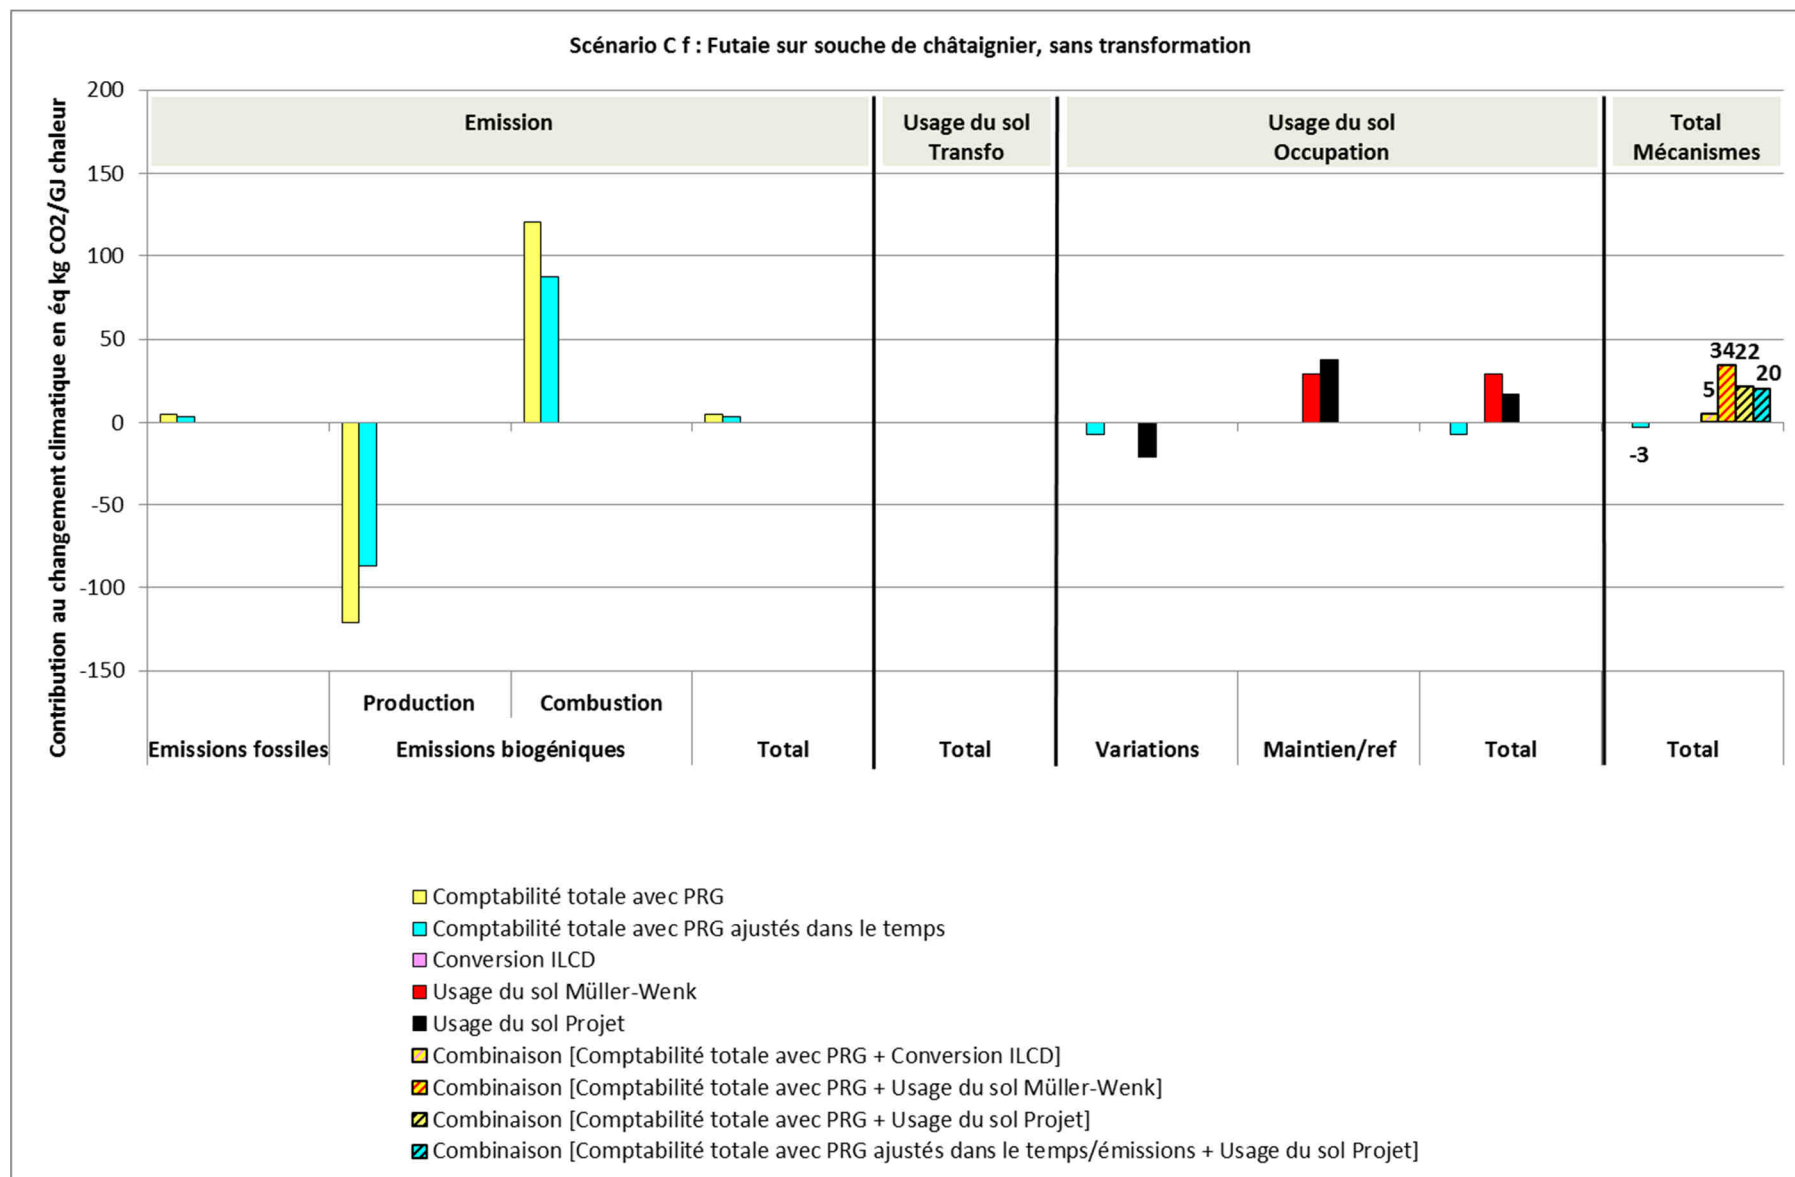 Scénario C f : Futaie sur souche de châtaignier, sans transformation
Contribution au changement climatique en éq kg CO2/GJ chaleur
200
150
100
50
0
-50
-100
-150
Emission
Usage du sol
Transfo
Usage du sol
Occupation
Total
Mécanismes
-3
5
34
22
20
Production
Combustion
Emissions fossiles
Emissions biogéniques
Total
Total
Variations
Maintien/ref
Total
Total
Comptabilité totale avec PRG
Comptabilité totale avec PRG ajustés dans le temps
Conversion ILCD
Usage du sol Müller-Wenk
Usage du sol Projet
Combinaison [Comptabilité totale avec PRG + Conversion ILCD]
Combinaison [Comptabilité totale avec PRG + Usage du sol Müller-Wenk]
Combinaison [Comptabilité totale avec PRG + Usage du sol Projet]
Combinaison [Comptabilité totale avec PRG ajustés dans le temps/émissions + Usage du sol Projet]